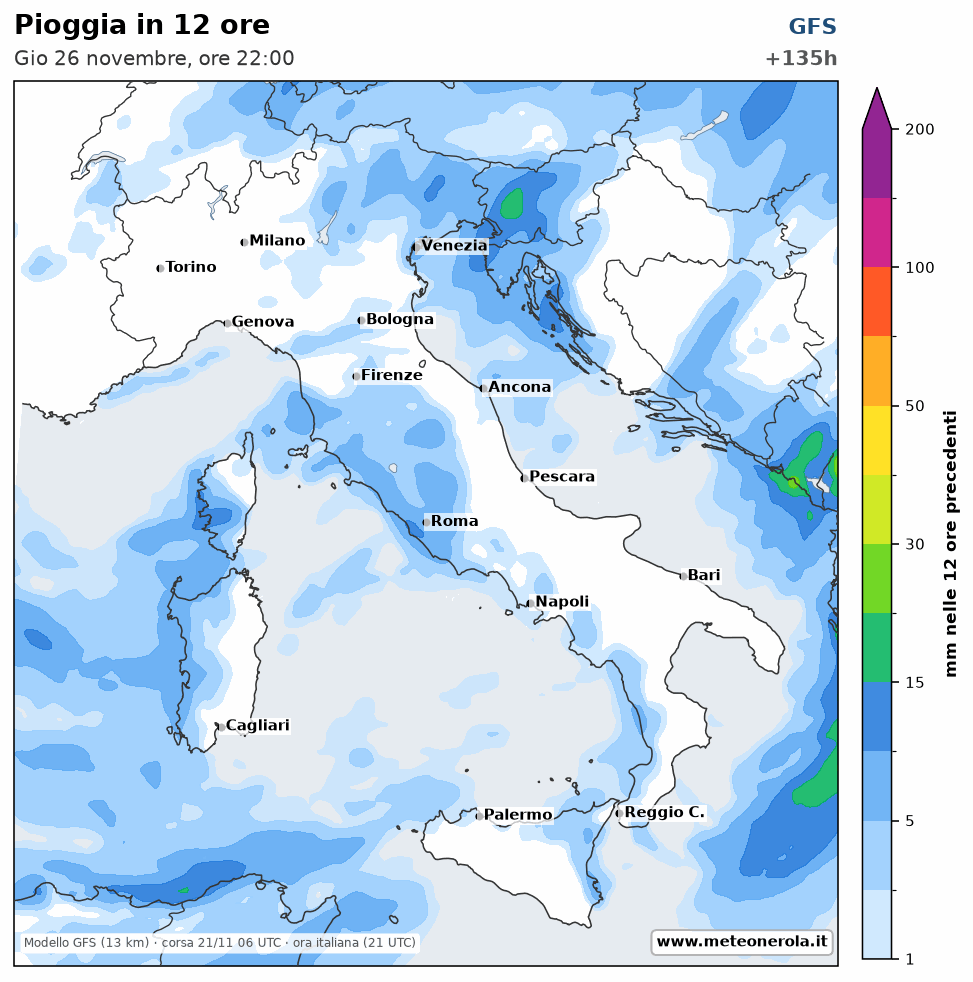 Pioggia in 12 ore
GFS
Gio 26 novembre, ore 22:00
+135h
200
100
50
30
15
5
1
mm nelle 12 ore precedenti
Milano
Venezia
Torino
Genova
Bologna
Firenze
Ancona
Pescara
Roma
Bari
Napoli
Cagliari
Palermo
Reggio C.
Modello GFS (13 km) · corsa 21/11 06 UTC · ora italiana (21 UTC)
www.meteonerola.it